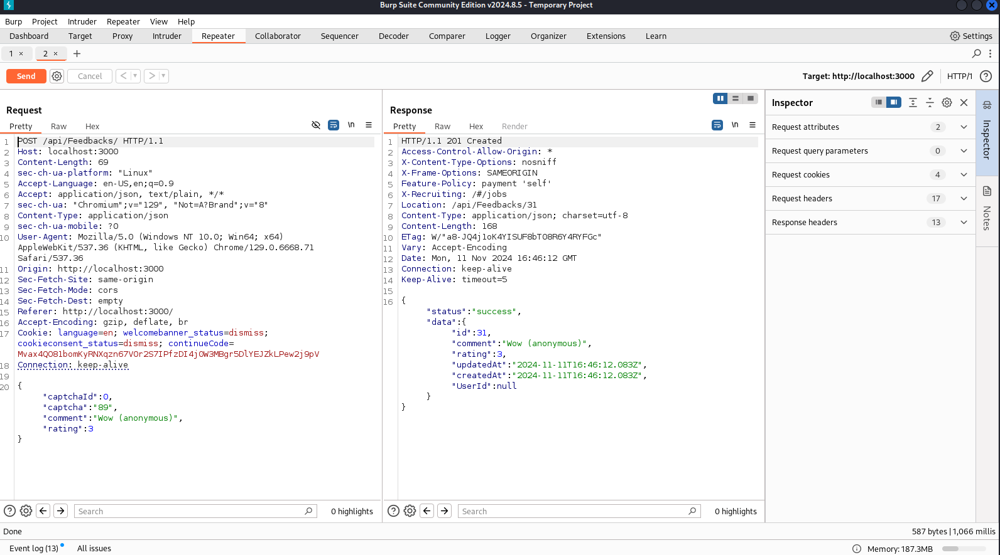 Burp Suite Community Edition v2024.8.5 - Temporary Project
Burp Project Intruder Repeater View Help
Dashboard Target Proxy Intruder Repeater Collaborator Sequencer Decoder Comparer Logger Organizer Extensions Learn Settings
1 × 2 × +
Send Cancel < > Target: http://localhost:3000 HTTP/1 ?
Request
Pretty Raw Hex \n
1 POST /api/Feedbacks/ HTTP/1.1
2 Host: localhost:3000
3 Content-Length: 69
4 sec-ch-ua-platform: "Linux"
5 Accept-Language: en-US,en;q=0.9
6 Accept: application/json, text/plain, */*
7 sec-ch-ua: "Chromium";v="129", "Not=A?Brand";v="8"
8 Content-Type: application/json
9 sec-ch-ua-mobile: ?0
10 User-Agent: Mozilla/5.0 (Windows NT 10.0; Win64; x64)
AppleWebKit/537.36 (KHTML, like Gecko) Chrome/129.0.6668.71
Safari/537.36
11 Origin: http://localhost:3000
12 Sec-Fetch-Site: same-origin
13 Sec-Fetch-Mode: cors
14 Sec-Fetch-Dest: empty
15 Referer: http://localhost:3000/
16 Accept-Encoding: gzip, deflate, br
17 Cookie: language=en; welcomebanner_status=dismiss;
cookieconsent_status=dismiss; continueCode=
Mvax4QO81bomKyRNXqzn67V0r2S7IPfzDI4j0W3MBgr5DlYEJZkLPew2j9pV
18 Connection: keep-alive
19
20 {
"captchaId":0,
"captcha":"89",
"comment":"Wow (anonymous)",
"rating":3
}
Search 0 highlights
Response
Pretty Raw Hex Render \n
1 HTTP/1.1 201 Created
2 Access-Control-Allow-Origin: *
3 X-Content-Type-Options: nosniff
4 X-Frame-Options: SAMEORIGIN
5 Feature-Policy: payment 'self'
6 X-Recruiting: /#/jobs
7 Location: /api/Feedbacks/31
8 Content-Type: application/json; charset=utf-8
9 Content-Length: 168
10 ETag: W/"a8-JQ4j1oK4YISUF8bT08R6Y4RYFGc"
11 Vary: Accept-Encoding
12 Date: Mon, 11 Nov 2024 16:46:12 GMT
13 Connection: keep-alive
14 Keep-Alive: timeout=5
15
16 {
"status":"success",
"data":{
"id":31,
"comment":"Wow (anonymous)",
"rating":3,
"updatedAt":"2024-11-11T16:46:12.083Z",
"createdAt":"2024-11-11T16:46:12.083Z",
"UserId":null
}
}
Search 0 highlights
Inspector
Request attributes 2
Request query parameters 0
Request cookies 4
Request headers 17
Response headers 13
Inspector
Notes
Done 587 bytes | 1,066 millis
Event log (13) All issues Memory: 187.3MB